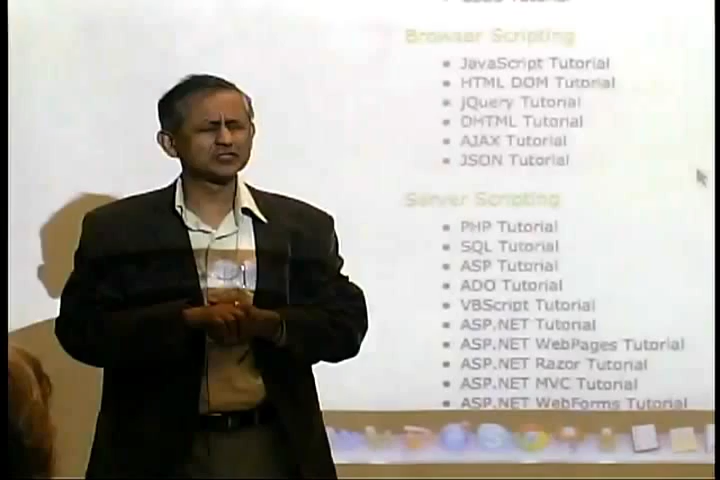 Browser Scripting
JavaScript Tutorial
HTML DOM Tutorial
jQuery Tutorial
DHTML Tutorial
AJAX Tutorial
JSON Tutorial
Server Scripting
PHP Tutorial
SQL Tutorial
ASP Tutorial
ADO Tutorial
VBScript Tutorial
ASP.NET Tutorial
ASP.NET WebPages Tutorial
ASP.NET Razor Tutorial
ASP.NET MVC Tutorial
ASP.NET WebForms Tutorial